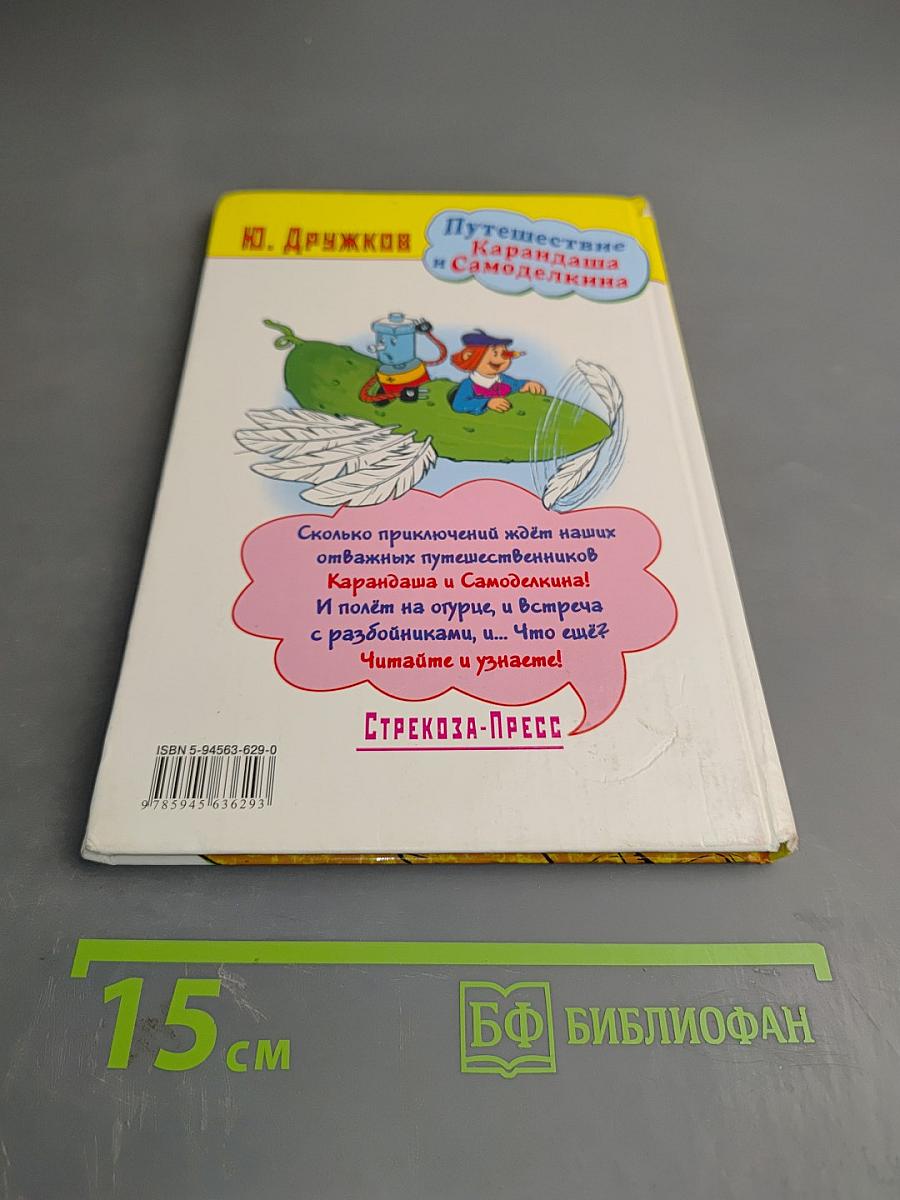 Ю. Дружков
Путешествие
Карандаша
и Самоделкина
Сколько приключений ждёт наших
отважных путешественников
Карандаша и Самоделкина!
И полёт на огурце, и встреча
с разбойниками, и... Что ещё?
Читайте и узнаете!
Стрекоза-Пресс
ISBN 5-94563-629-0
9 785945 636293
15 см
БФ БИБЛИОФАН